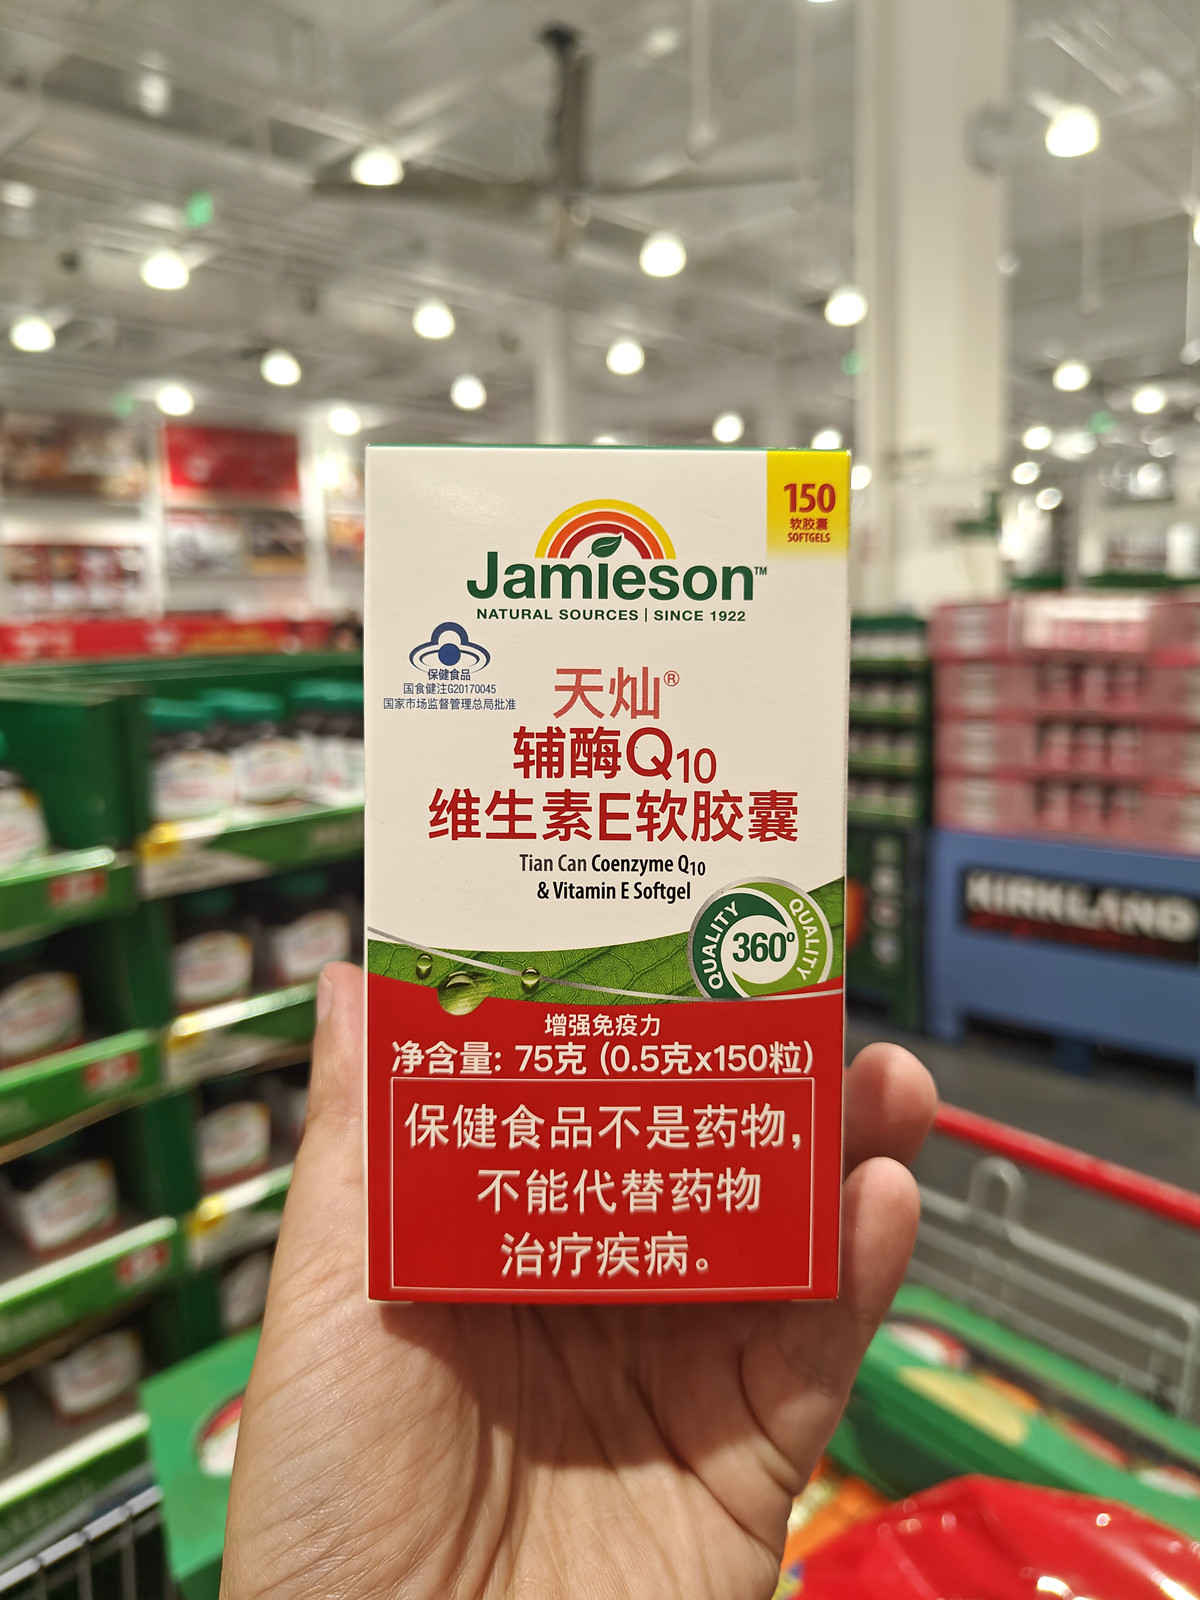 150
软胶囊
SOFTGELS
Jamieson™
NATURAL SOURCES | SINCE 1922
保健食品
国食健注G20170045
国家市场监督管理总局批准
天灿®
辅酶Q10
维生素E软胶囊
Tian Can Coenzyme Q10
& Vitamin E Softgel
QUALITY 360° QUALITY
增强免疫力
净含量: 75克 (0.5克x150粒)
保健食品不是药物，
不能代替药物
治疗疾病。
KIRKLAND